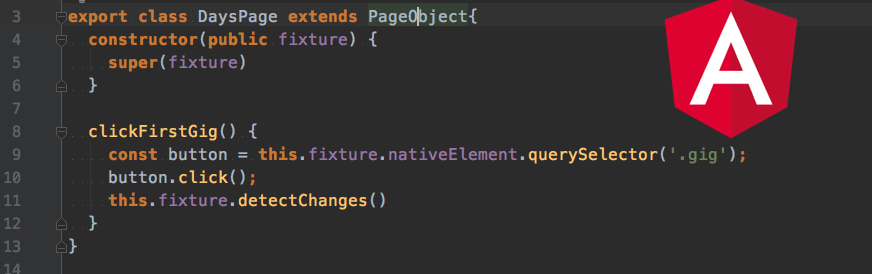 3 export class DaysPage extends PageObject{
4 constructor(public fixture) {
5 super(fixture)
6 }
7
8 clickFirstGig() {
9 const button = this.fixture.nativeElement.querySelector('.gig');
10 button.click();
11 this.fixture.detectChanges()
12 }
13 }
14
A